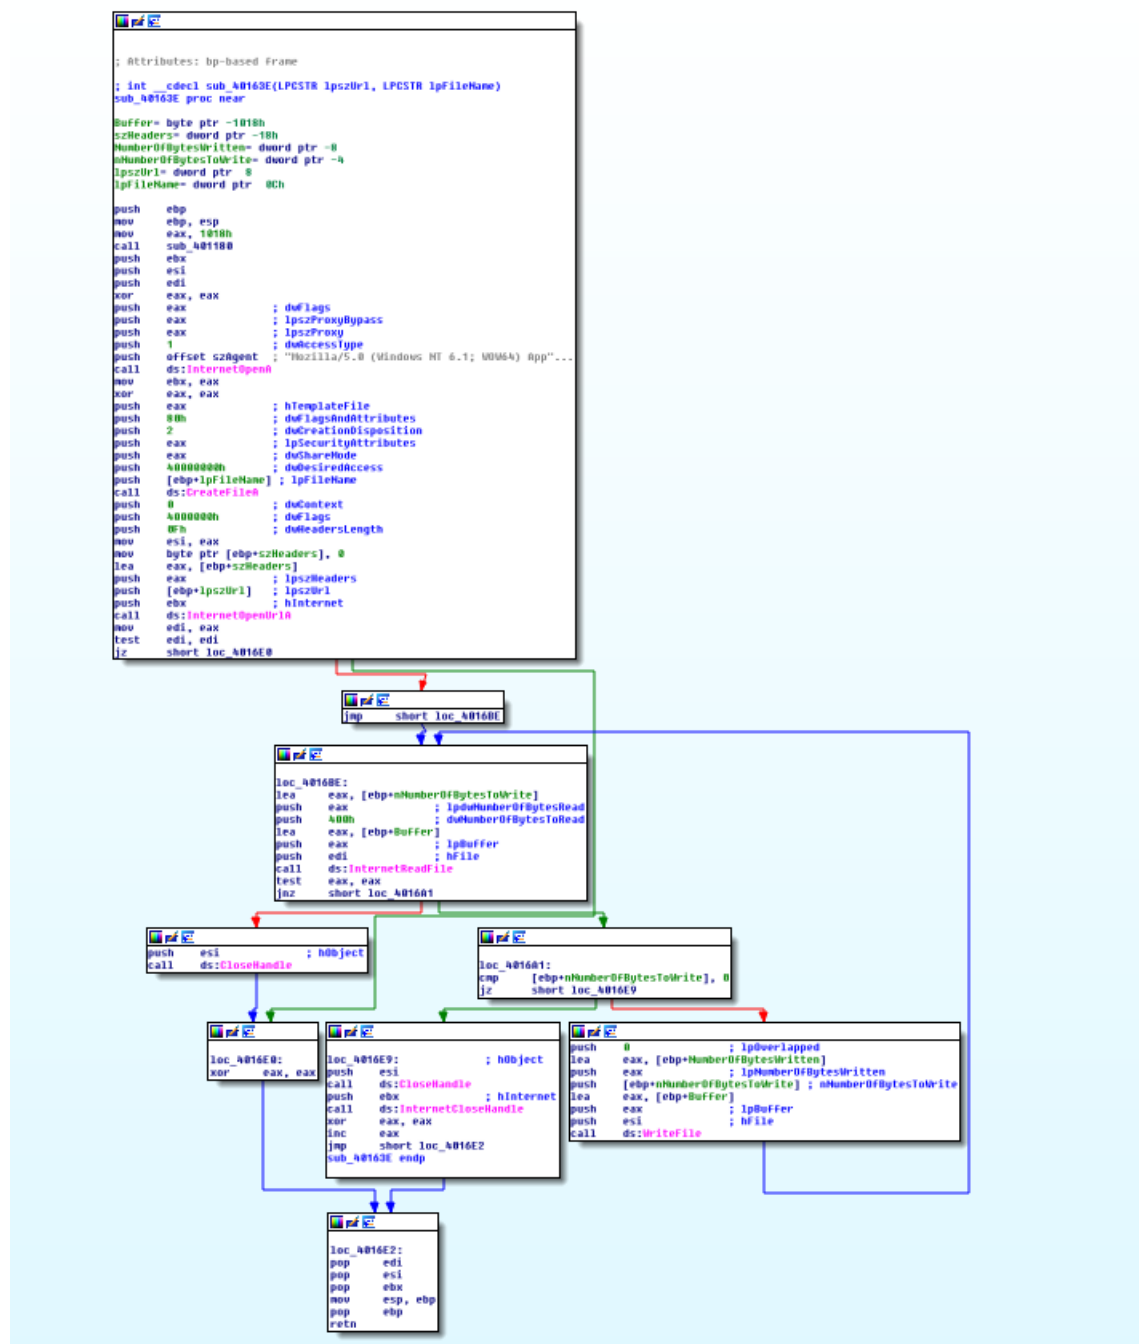 ; Attributes: bp-based frame
; int __cdecl sub_40163E(LPCSTR lpszUrl, LPCSTR lpFileName)
sub_40163E proc near
Buffer= byte ptr -1018h
szHeaders= dword ptr -18h
NumberOfBytesWritten= dword ptr -8
nNumberOfBytesToWrite= dword ptr -4
lpszUrl= dword ptr  8
lpFileName= dword ptr  0Ch
push    ebp
mov     ebp, esp
mov     eax, 1018h
call    sub_401180
push    ebx
push    esi
push    edi
xor     eax, eax
push    eax             ; dwFlags
push    eax             ; lpszProxyBypass
push    eax             ; lpszProxy
push    1               ; dwAccessType
push    offset szAgent  ; "Mozilla/5.0 (Windows NT 6.1; WOW64) App"...
call    ds:InternetOpenA
mov     ebx, eax
xor     eax, eax
push    eax             ; hTemplateFile
push    80h             ; dwFlagsAndAttributes
push    2               ; dwCreationDisposition
push    eax             ; lpSecurityAttributes
push    eax             ; dwShareMode
push    40000000h       ; dwDesiredAccess
push    [ebp+lpFileName] ; lpFileName
call    ds:CreateFileA
push    0               ; dwContext
push    4000000h        ; dwFlags
push    0Fh             ; dwHeadersLength
mov     esi, eax
mov     byte ptr [ebp+szHeaders], 0
lea     eax, [ebp+szHeaders]
push    eax             ; lpszHeaders
push    [ebp+lpszUrl]   ; lpszUrl
push    ebx             ; hInternet
call    ds:InternetOpenUrlA
mov     edi, eax
test    edi, edi
jz      short loc_4016E0
jmp     short loc_4016BE
loc_4016BE:
lea     eax, [ebp+nNumberOfBytesToWrite]
push    eax             ; lpdwNumberOfBytesRead
push    400h            ; dwNumberOfBytesToRead
lea     eax, [ebp+Buffer]
push    eax             ; lpBuffer
push    edi             ; hFile
call    ds:InternetReadFile
test    eax, eax
jnz     short loc_4016A1
push    esi             ; hObject
call    ds:CloseHandle
loc_4016A1:
cmp     [ebp+nNumberOfBytesToWrite], 0
jz      short loc_4016E9
loc_4016E0:
xor     eax, eax
loc_4016E9:             ; hObject
push    esi
call    ds:CloseHandle
push    ebx             ; hInternet
call    ds:InternetCloseHandle
xor     eax, eax
inc     eax
jmp     short loc_4016E2
sub_40163E endp
push    0               ; lpOverlapped
lea     eax, [ebp+NumberOfBytesWritten]
push    eax             ; lpNumberOfBytesWritten
push    [ebp+nNumberOfBytesToWrite] ; nNumberOfBytesToWrite
lea     eax, [ebp+Buffer]
push    eax             ; lpBuffer
push    esi             ; hFile
call    ds:WriteFile
loc_4016E2:
pop     edi
pop     esi
pop     ebx
mov     esp, ebp
pop     ebp
retn